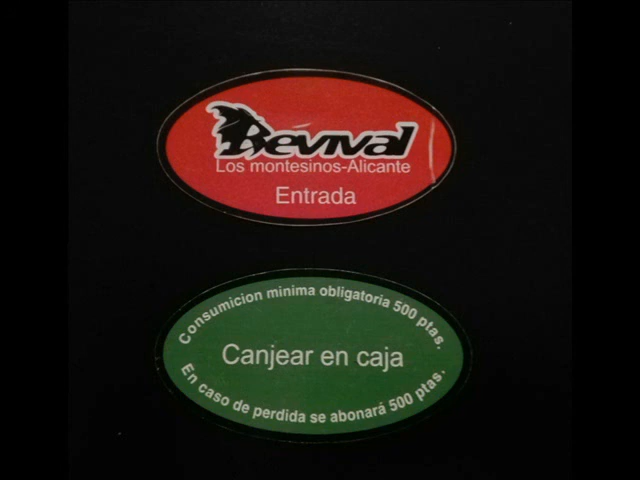 Revival
Los montesinos-Alicante
Entrada
Consumicion minima obligatoria 500 ptas.
Canjear en caja
En caso de perdida se abonará 500 ptas.